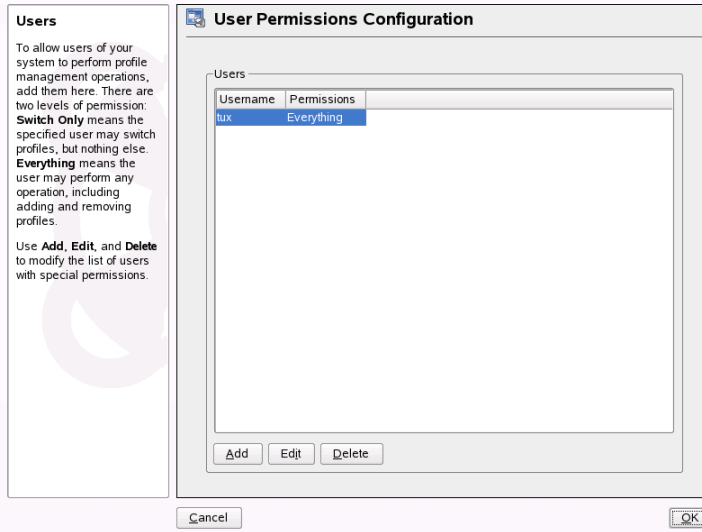 Users
To allow users of your
system to perform profile
management operations,
add them here. There are
two levels of permission:
Switch Only means the
specified user may switch
profiles, but nothing else.
Everything means the
user may perform any
operation, including
adding and removing
profiles.
Use Add, Edit, and Delete
to modify the list of users
with special permissions.
User Permissions Configuration
Users
Username Permissions
tux Everything
Add Edit Delete
Cancel OK